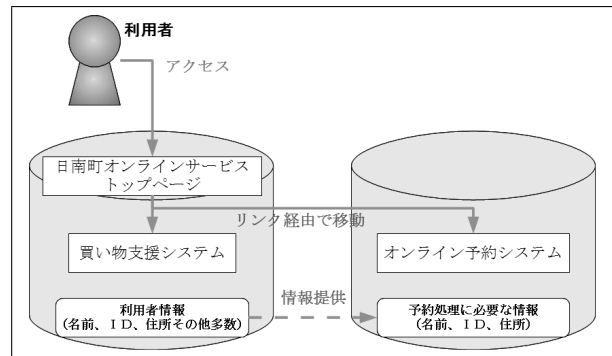 利用者
アクセス
日南町オンラインサービス
トップページ
リンク経由で移動
買い物支援システム
オンライン予約システム
情報提供
利用者情報
（名前、ＩＤ、住所その他多数）
予約処理に必要な情報
（名前、ＩＤ、住所）